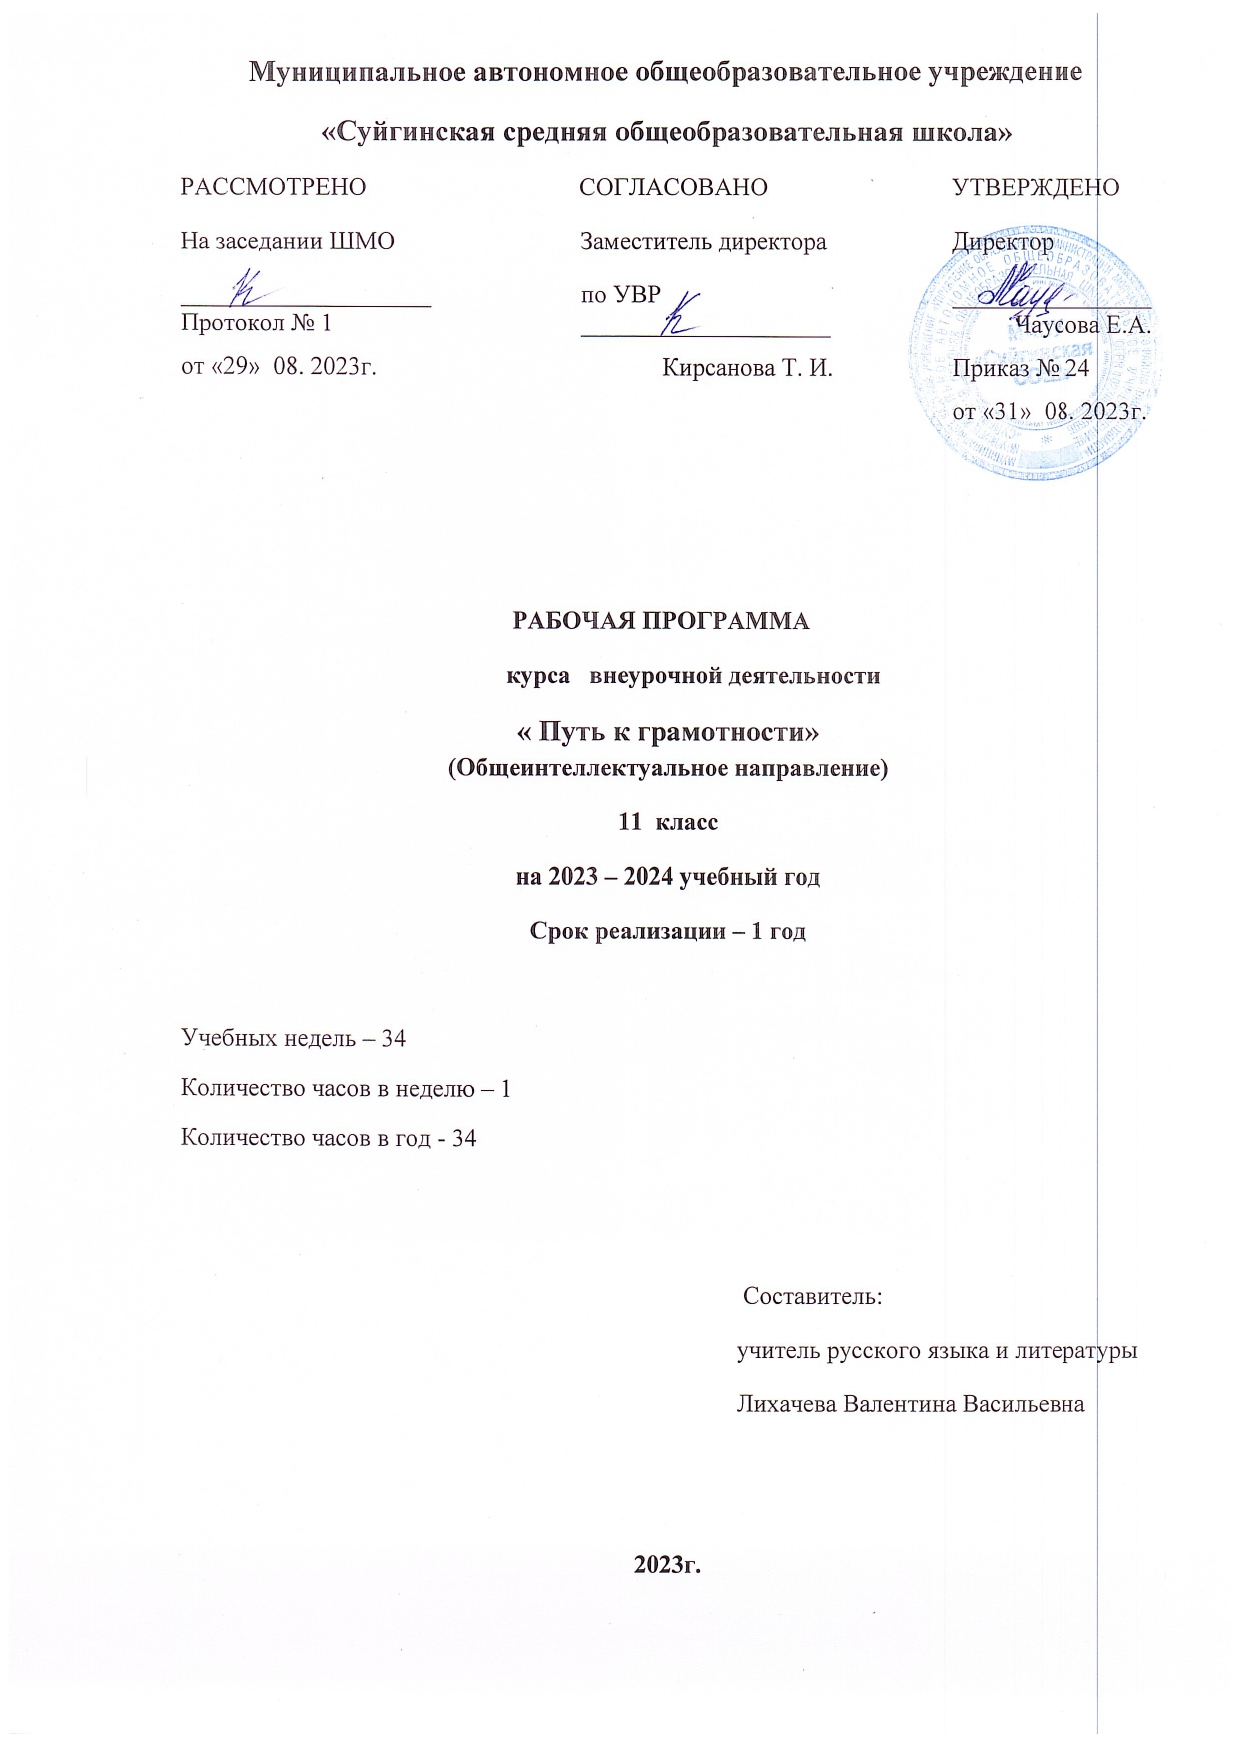 Муниципальное автономное общеобразовательное учреждение
«Суйгинская средняя общеобразовательная школа»
РАССМОТРЕНО
На заседании ШМО
Протокол № 1
от «29»  08. 2023г.
СОГЛАСОВАНО
Заместитель директора
по УВР
Кирсанова Т. И.
УТВЕРЖДЕНО
Директор
Чаусова Е.А.
Приказ № 24
от «31»  08. 2023г.
РАБОЧАЯ ПРОГРАММА
курса   внеурочной деятельности
« Путь к грамотности»
(Общеинтеллектуальное направление)
11  класс
на 2023 – 2024 учебный год
Срок реализации – 1 год
Учебных недель – 34
Количество часов в неделю – 1
Количество часов в год - 34
Составитель:
учитель русского языка и литературы
Лихачева Валентина Васильевна
2023г.